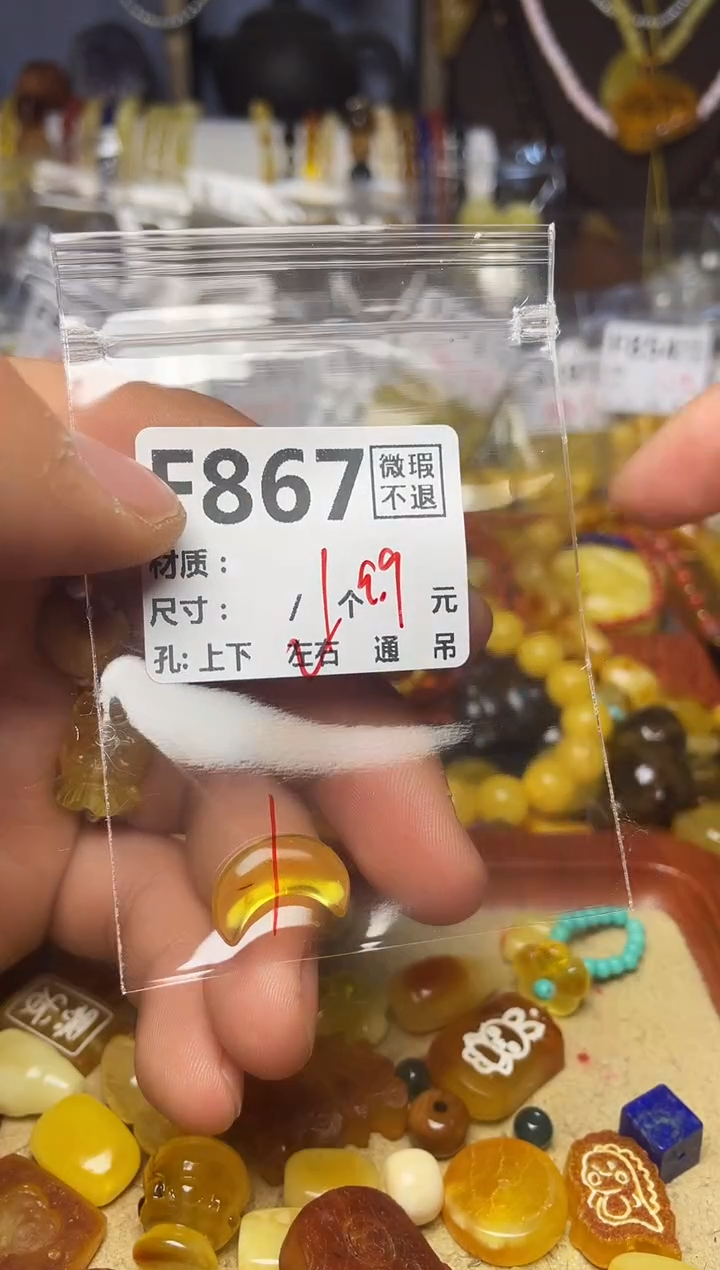 F867 微瑕
不退
材质：
尺寸： / 1个 9.9 元
孔: 上下 左右 通 吊